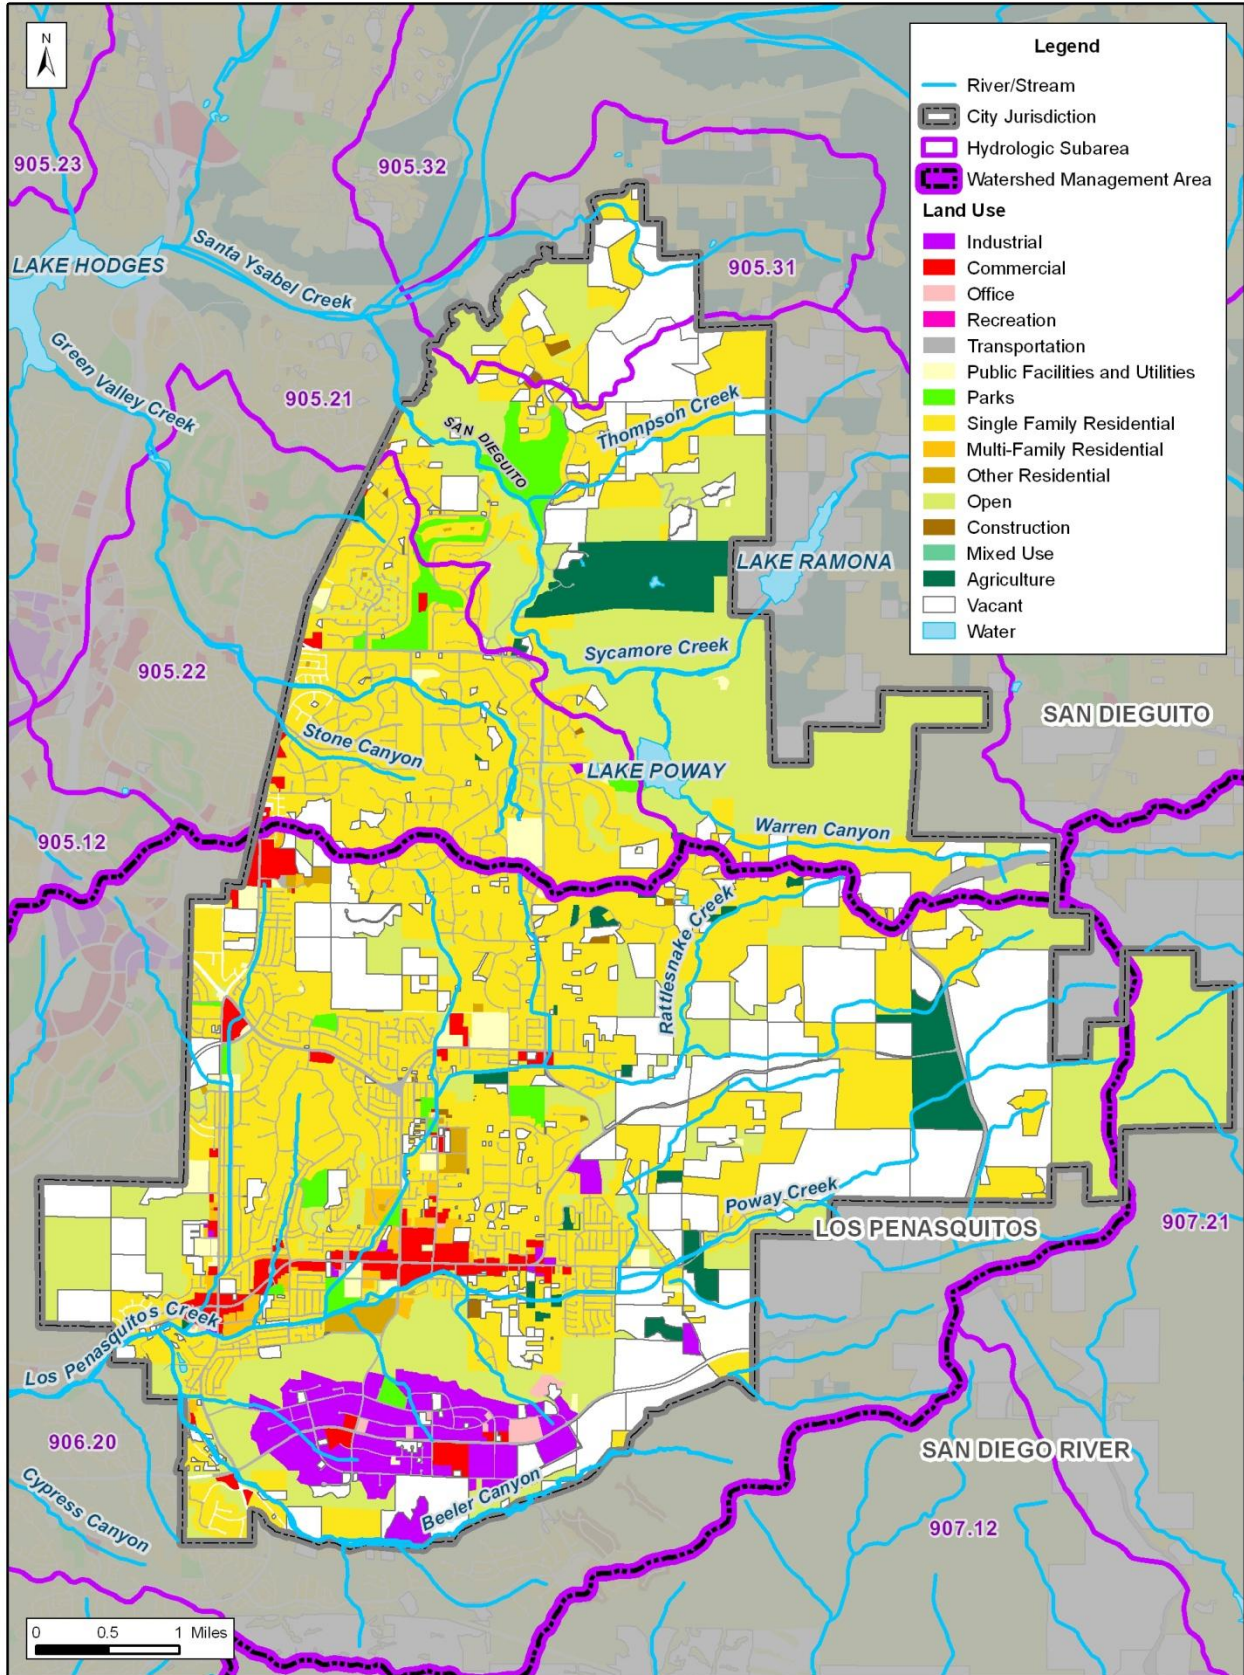 N
Legend
River/Stream
City Jurisdiction
Hydrologic Subarea
Watershed Management Area
Land Use
Industrial
Commercial
Office
Recreation
Transportation
Public Facilities and Utilities
Parks
Single Family Residential
Multi-Family Residential
Other Residential
Open
Construction
Mixed Use
Agriculture
Vacant
Water
905.23
905.32
Santa Ysabel Creek
LAKE HODGES
905.31
Green Valley Creek
905.21
SAN DIEGUITO
Thompson Creek
LAKE RAMONA
Sycamore Creek
905.22
SAN DIEGUITO
Stone Canyon
LAKE POWAY
905.12
Warren Canyon
Rattlesnake Creek
Poway Creek
LOS PENASQUITOS
907.21
Los Penasquitos Creek
906.20
SAN DIEGO RIVER
Cypress Canyon
Beeler Canyon
907.12
0 0.5 1 Miles